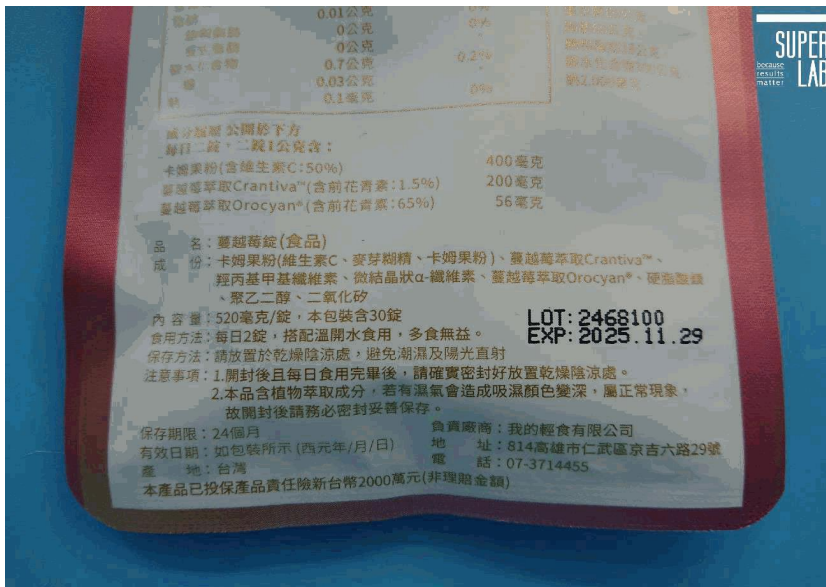 0.01公克
0%
0公克
0%
0公克
0.7公克
0.2%
糖
0.03公克
鈉
0.1毫克
0%
SUPER LAB
because results matter
成分履歷 公開於下方
每日二錠，二錠1公克含：
卡姆果粉(含維生素C:50%) 400毫克
蔓越莓萃取Crantiva™(含前花青素:1.5%) 200毫克
蔓越莓萃取Orocyan®(含前花青素:65%) 56毫克
品 名：蔓越莓錠(食品)
成 份：卡姆果粉(維生素C、麥芽糊精、卡姆果粉)、蔓越莓萃取Crantiva™、
羥丙基甲基纖維素、微結晶狀α-纖維素、蔓越莓萃取Orocyan®、硬脂酸鎂
、聚乙二醇、二氧化矽
內 容 量：520毫克/錠，本包裝含30錠
LOT:2468100
食用方法：每日2錠，搭配溫開水食用，多食無益。
EXP:2025.11.29
保存方法：請放置於乾燥陰涼處，避免潮濕及陽光直射
注意事項：1.開封後且每日食用完畢後，請確實密封好放置乾燥陰涼處。
2.本品含植物萃取成分，若有濕氣會造成吸濕顏色變深，屬正常現象，
故開封後請務必密封妥善保存。
保存期限：24個月
負責廠商：我的輕食有限公司
有效日期：如包裝所示(西元年/月/日)
地 址：814高雄市仁武區京吉六路29號
產 地：台灣
電 話：07-3714455
本產品已投保產品責任險新台幣2000萬元(非理賠金額)